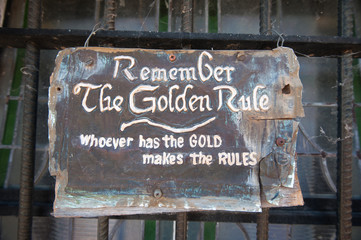 Remember
The Golden Rule
Whoever has the GOLD
makes the RULES